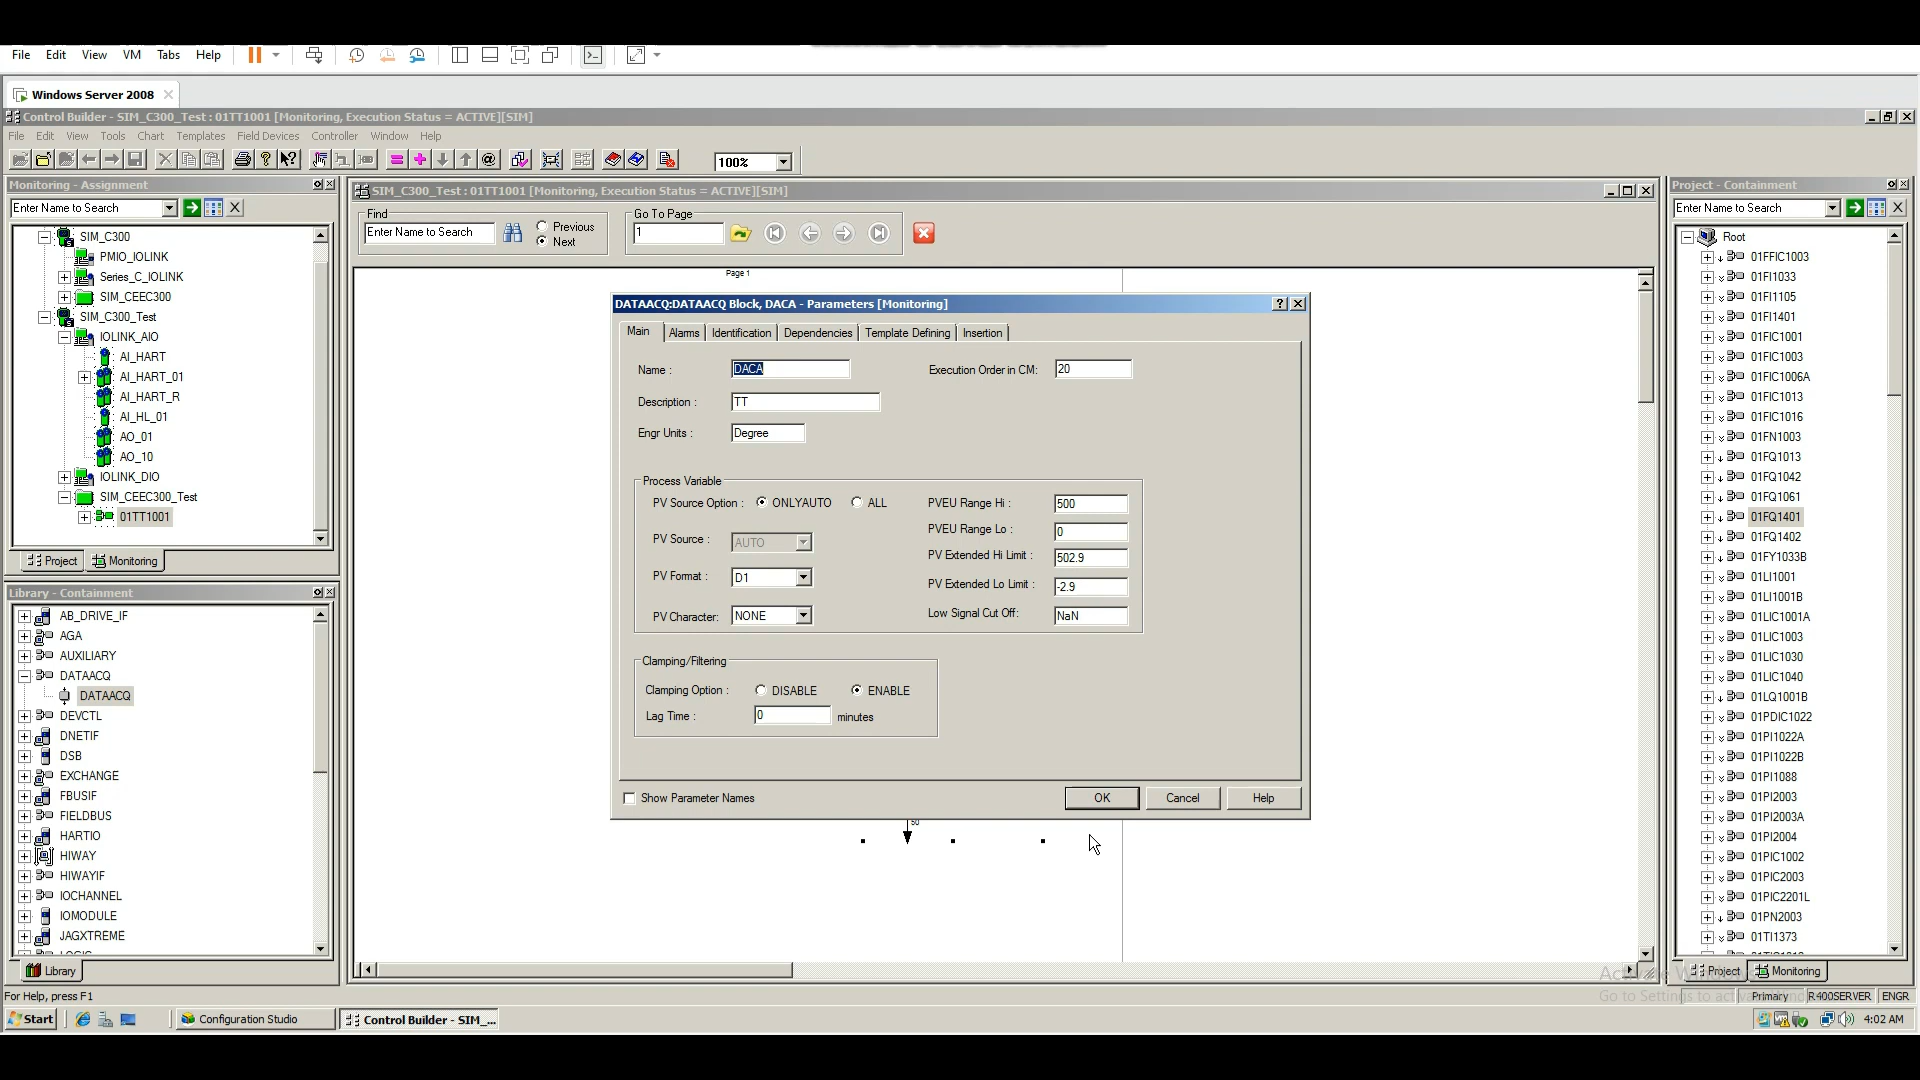 File Edit View VM Tabs Help
Windows Server 2008
Control Builder - SIM_C300_Test : 01TT1001 [Monitoring, Execution Status = ACTIVE][SIM]
File Edit View Tools Chart Templates Field Devices Controller Window Help
100%
Monitoring - Assignment
Enter Name to Search
SIM_C300
PMIO_IOLINK
Series_C_IOLINK
SIM_CEEC300
SIM_C300_Test
IOLINK_AIO
AI_HART
AI_HART_01
AI_HART_R
AI_HL_01
AO_01
AO_10
IOLINK_DIO
SIM_CEEC300_Test
01TT1001
Project Monitoring
Library - Containment
AB_DRIVE_IF
AGA
AUXILIARY
DATAACQ
DATAACQ
DEVCTL
DNETIF
DSB
EXCHANGE
FBUSIF
FIELDBUS
HARTIO
HIWAY
HIWAYIF
IOCHANNEL
IOMODULE
JAGXTREME
LOGIC
Library
SIM_C300_Test : 01TT1001 [Monitoring, Execution Status = ACTIVE][SIM]
Find
Enter Name to Search
Previous
Next
Go To Page
1
Page 1
DATAACQ:DATAACQ Block, DACA - Parameters [Monitoring]
Main Alarms Identification Dependencies Template Defining Insertion
Name : DACA Execution Order in CM: 20
Description : TT
Engr Units : Degree
Process Variable
PV Source Option : ONLYAUTO ALL PVEU Range Hi : 500
PVEU Range Lo : 0
PV Source : AUTO
PV Extended Hi Limit : 502.9
PV Format : D1
PV Extended Lo Limit : -2.9
PV Character: NONE Low Signal Cut Off: NaN
Clamping/Filtering
Clamping Option : DISABLE ENABLE
Lag Time : 0 minutes
Show Parameter Names OK Cancel Help
50
Project - Containment
Enter Name to Search
Root
01FFIC1003
01FI1033
01FI1105
01FI1401
01FIC1001
01FIC1003
01FIC1006A
01FIC1013
01FIC1016
01FN1003
01FQ1013
01FQ1042
01FQ1061
01FQ1401
01FQ1402
01FY1033B
01LI1001
01LI1001B
01LIC1001A
01LIC1003
01LIC1030
01LIC1040
01LQ1001B
01PDIC1022
01PI1022A
01PI1022B
01PI1088
01PI2003
01PI2003A
01PI2004
01PIC1002
01PIC2003
01PIC2201L
01PN2003
01TI1373
Project Monitoring
For Help, press F1
Primary R400SERVER ENGR
Start Configuration Studio Control Builder - SIM_... 4:02 AM